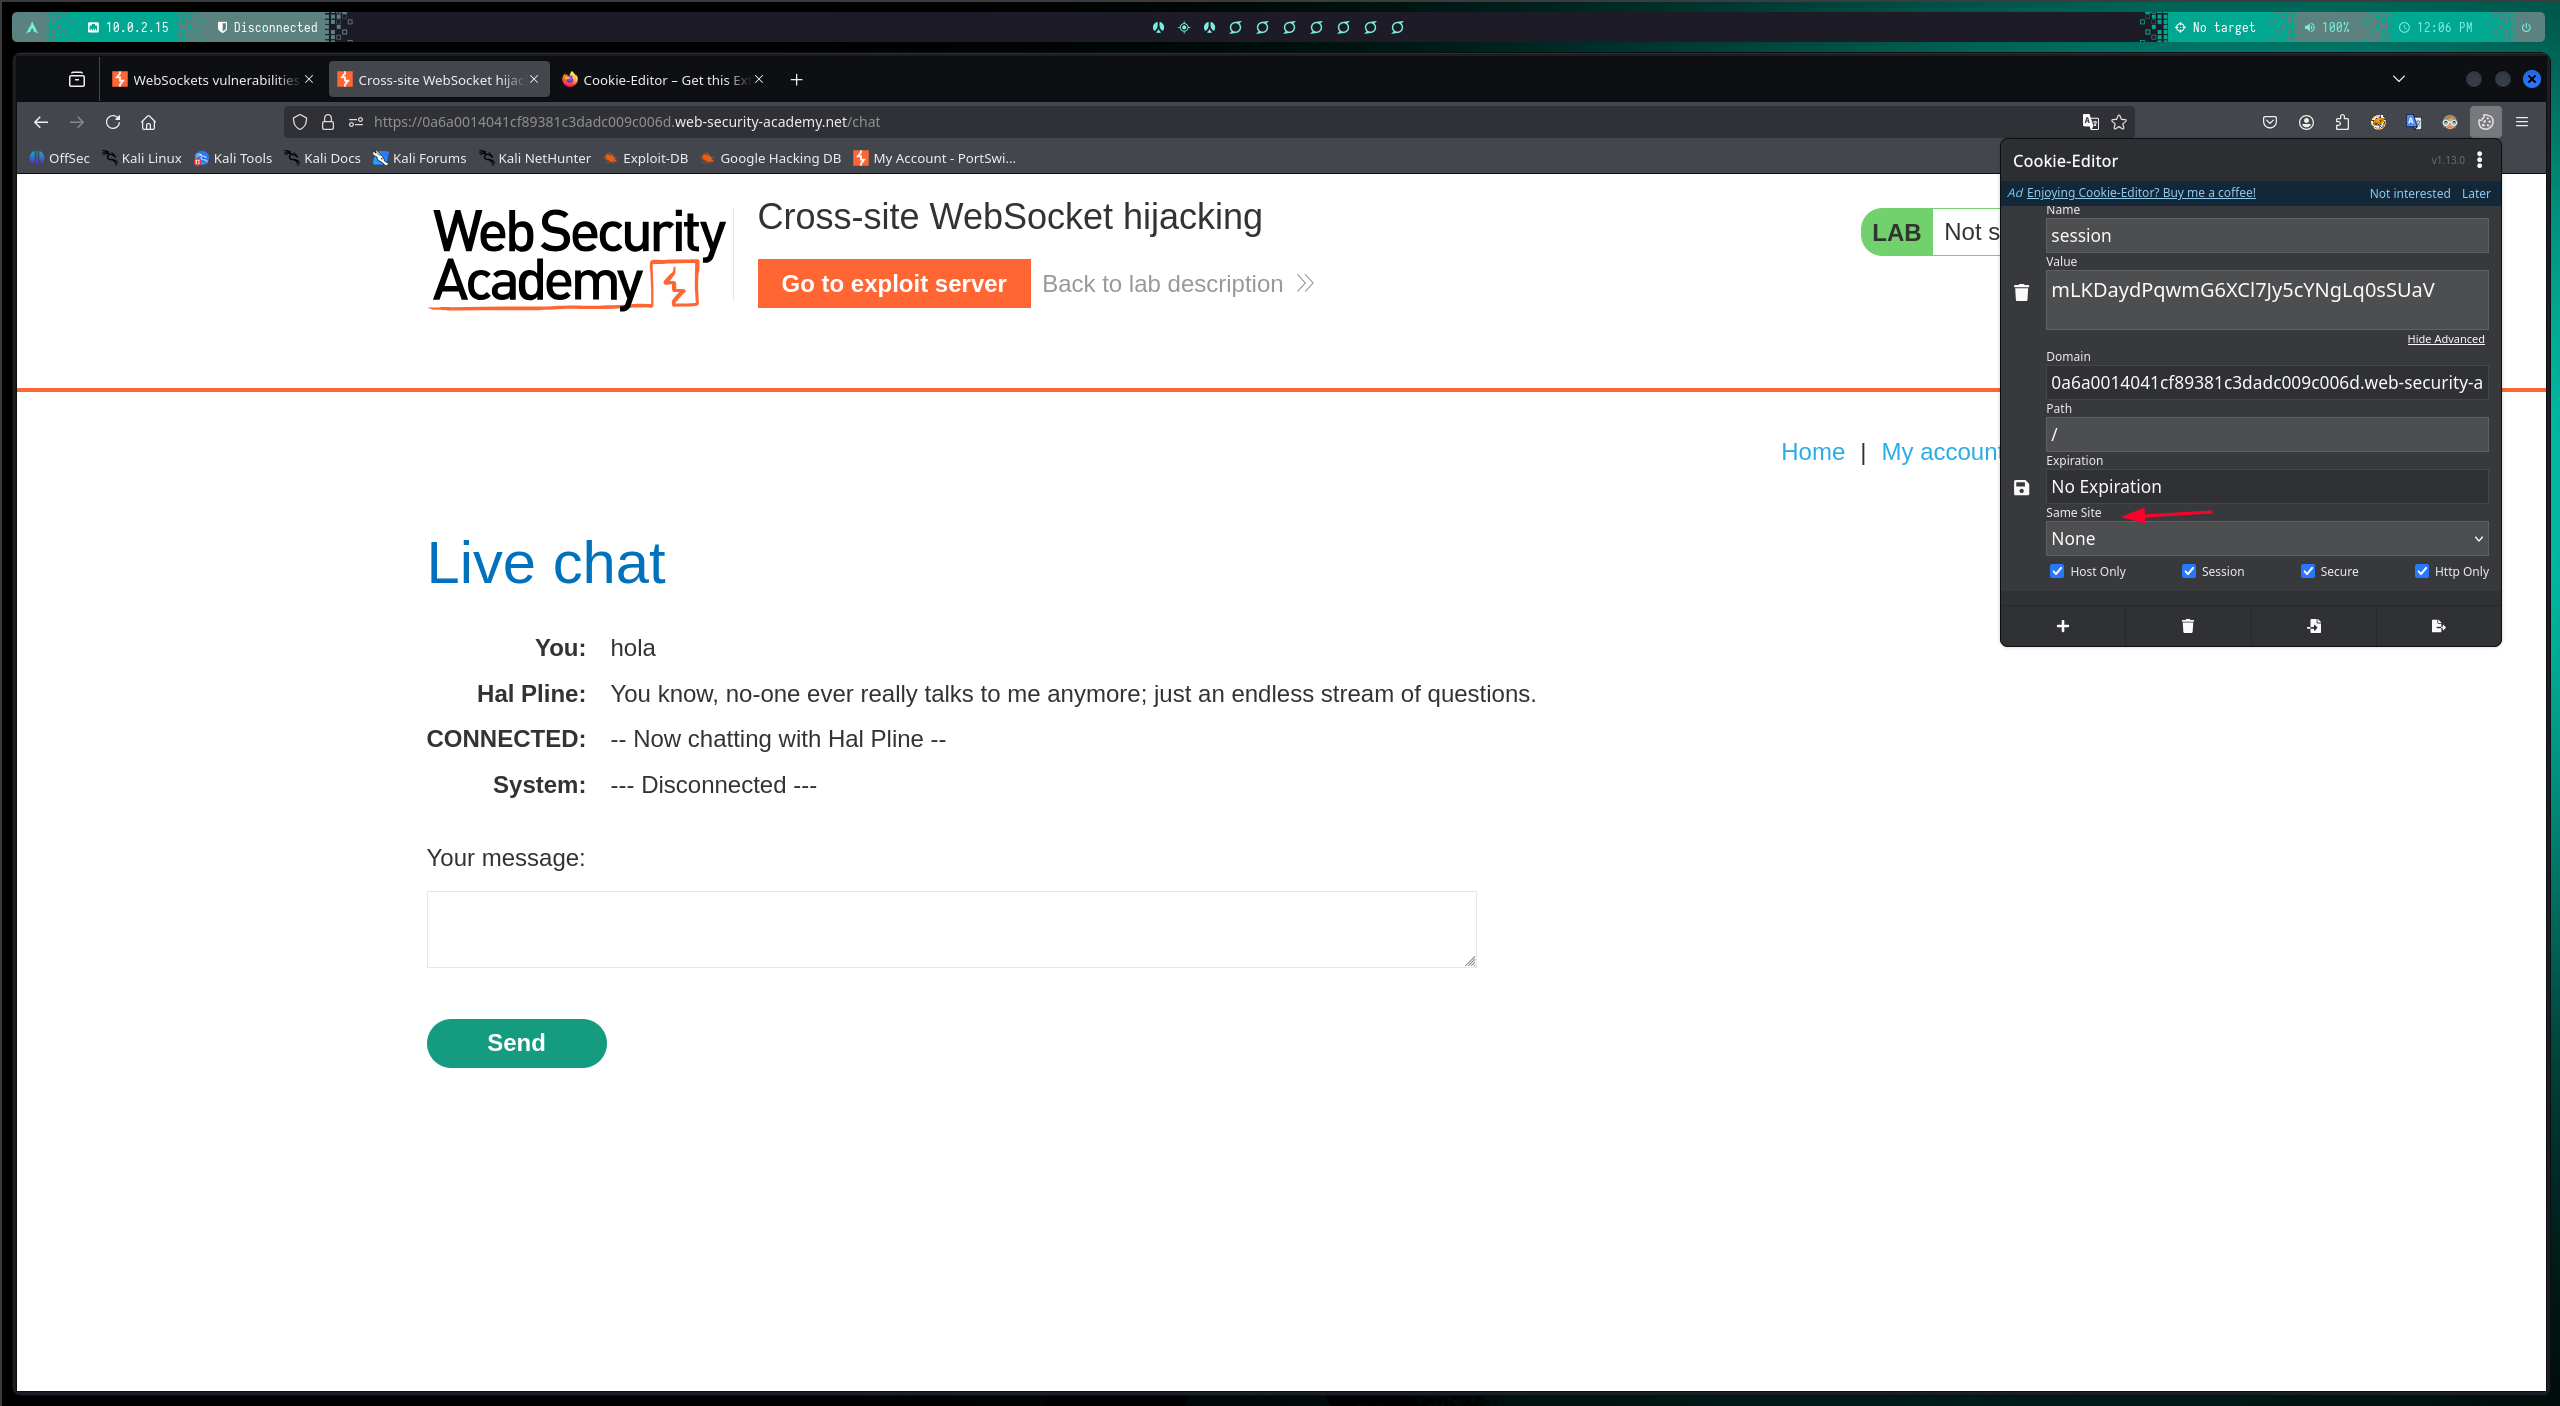 10.0.2.15
Disconnected
No target
100%
12:06 PM
WebSockets vulnerabilities
Cross-site WebSocket hijac
Cookie-Editor – Get this Ex
https://0a6a0014041cf89381c3dadc009c006d.web-security-academy.net/chat
OffSec
Kali Linux
Kali Tools
Kali Docs
Kali Forums
Kali NetHunter
Exploit-DB
Google Hacking DB
My Account - PortSwi...
Web Security
Academy
Cross-site WebSocket hijacking
Go to exploit server
Back to lab description
LAB
Not s
Home | My account
Live chat
You: hola
Hal Pline: You know, no-one ever really talks to me anymore; just an endless stream of questions.
CONNECTED: -- Now chatting with Hal Pline --
System: --- Disconnected ---
Your message:
Send
Cookie-Editor
v1.13.0
Ad Enjoying Cookie-Editor? Buy me a coffee!
Not interested
Later
Name
session
Value
mLKDaydPqwmG6XCl7Jy5cYNgLq0sSUaV
Hide Advanced
Domain
0a6a0014041cf89381c3dadc009c006d.web-security-a
Path
/
Expiration
No Expiration
Same Site
None
Host Only
Session
Secure
Http Only